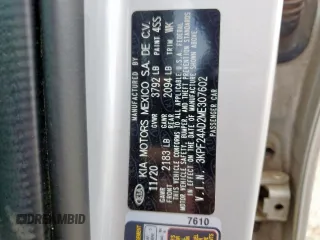 MANUFACTURED BY
KIA MOTORS MEXICO S.A. DE C.V.
11/20 GVWR 3792 LB PAINT 4SS
GAWR FRONT 2183 LB GAWR REAR 2094 LB TRIM WK
THIS VEHICLE CONFORMS TO ALL APPLICABLE U.S.A. FEDERAL
MOTOR VEHICLE SAFETY, BUMPER, AND THEFT PREVENTION STANDARDS
IN EFFECT ON THE DATE OF MANUFACTURE SHOWN ABOVE.
V.I.N. 3KPF24AD2ME307602
PASSENGER CAR
7610